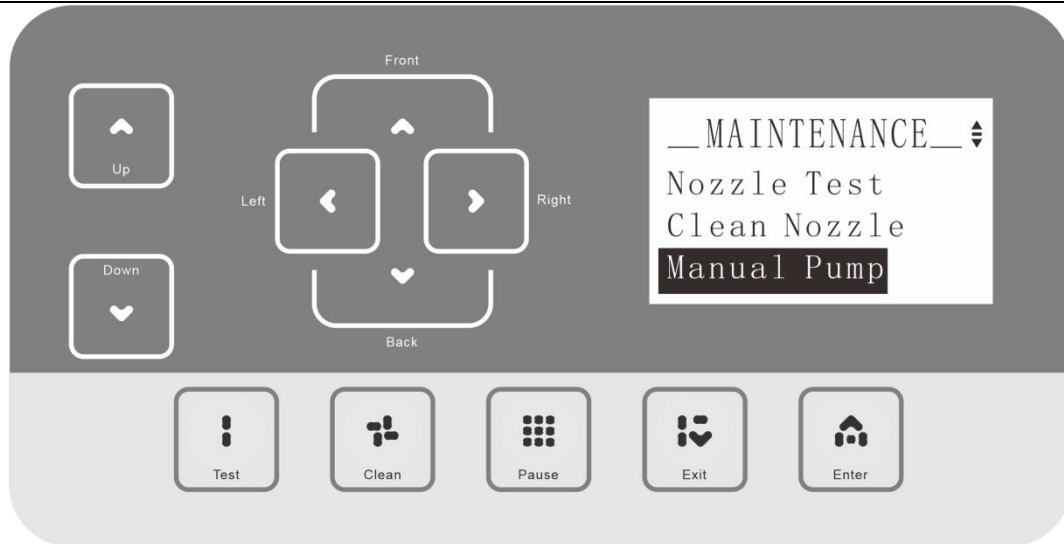 Front
Up
Left
Right
Down
Back
__MAINTENANCE__
Nozzle Test
Clean Nozzle
Manual Pump
Test
Clean
Pause
Exit
Enter